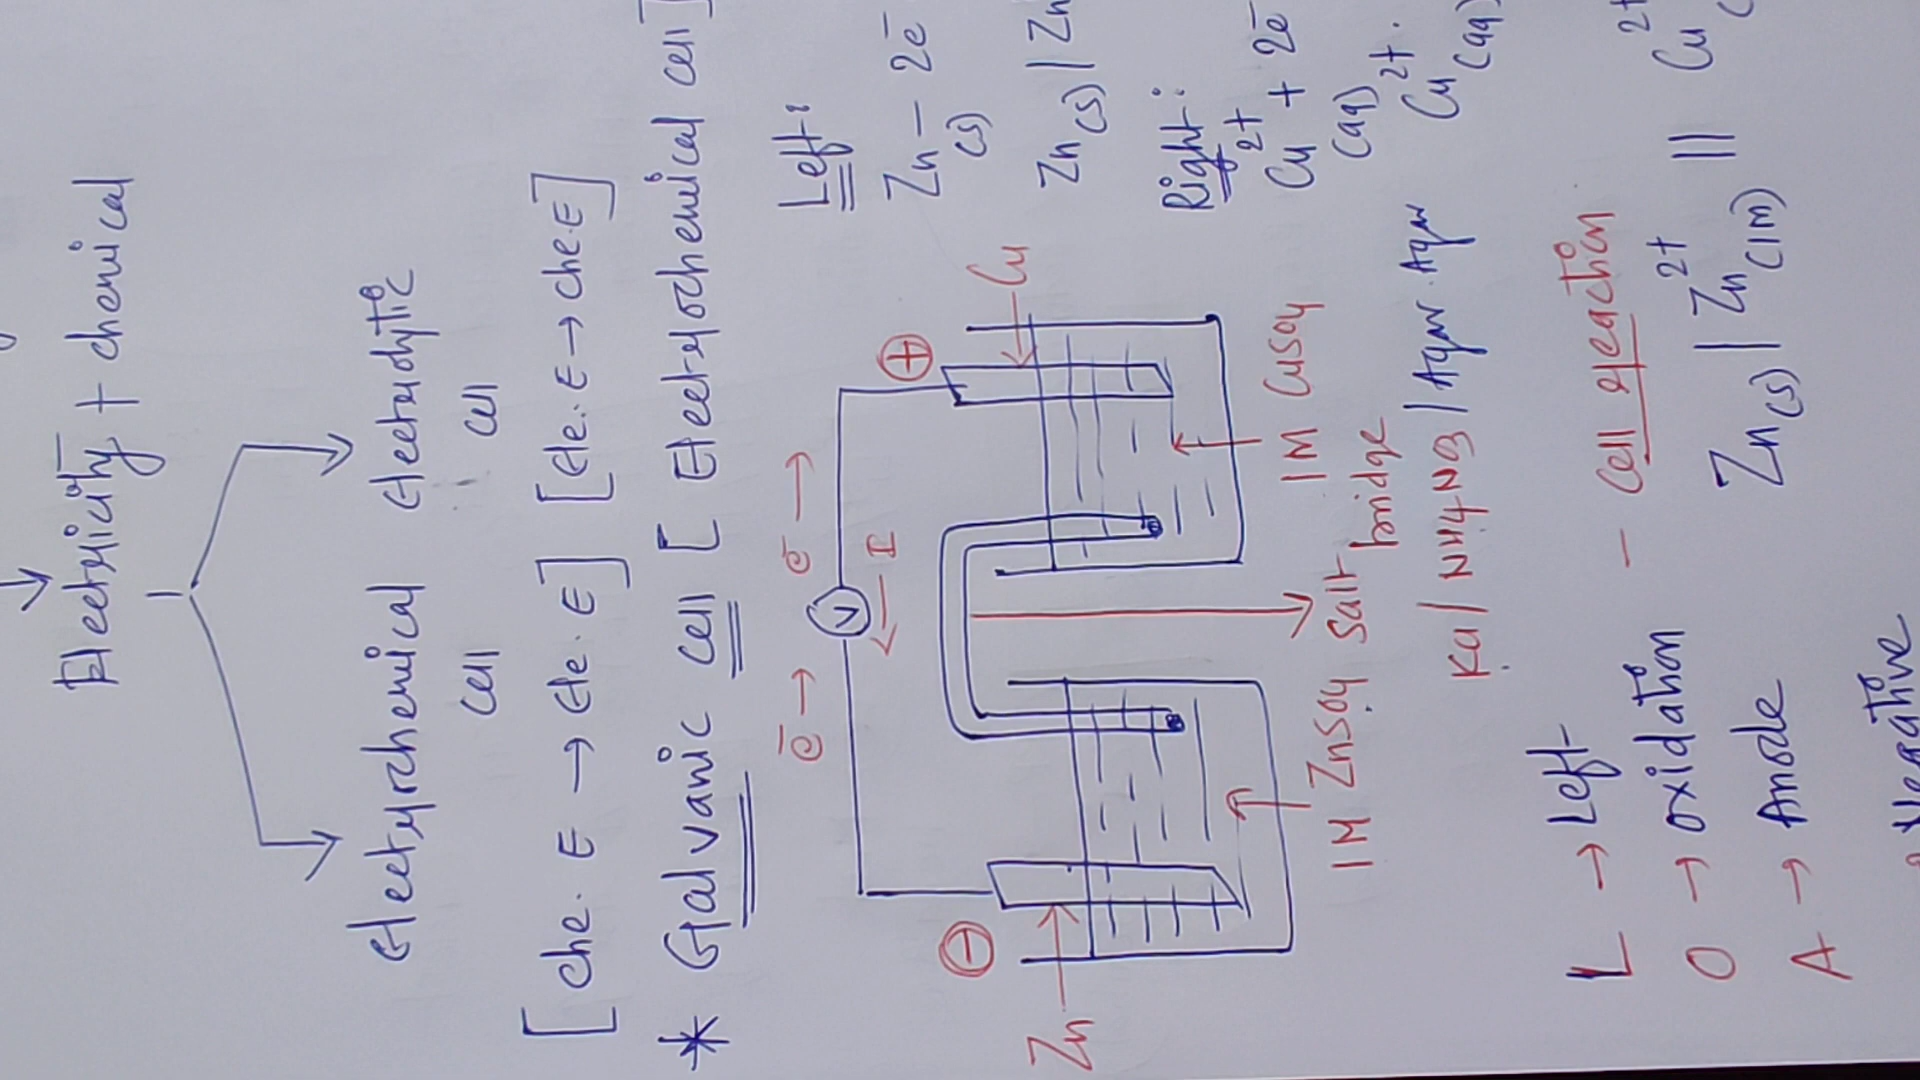 Electricity + chemical
Electrochemical cell
Electrolytic cell
[Che. E → Ele. E] [Ele. E → Che. E]
* Galvanic cell [Electrochemical cell]
e⁻ → e⁻ →
V
← I
⊖ ⊕
Zn
Cu
1M ZnSO4
Salt bridge
1M CuSO4
KCl / NH4NO3 / Agar Agar
Left:
Zn(s) – 2e⁻
Zn(s) | Zn
Right:
Cu²⁺(aq) + 2e⁻
Cu²⁺(aq)
L → Left – Cell reaction
O → Oxidation
A → Anode
Negative
Zn(s) | Zn²⁺(1M) || Cu²⁺